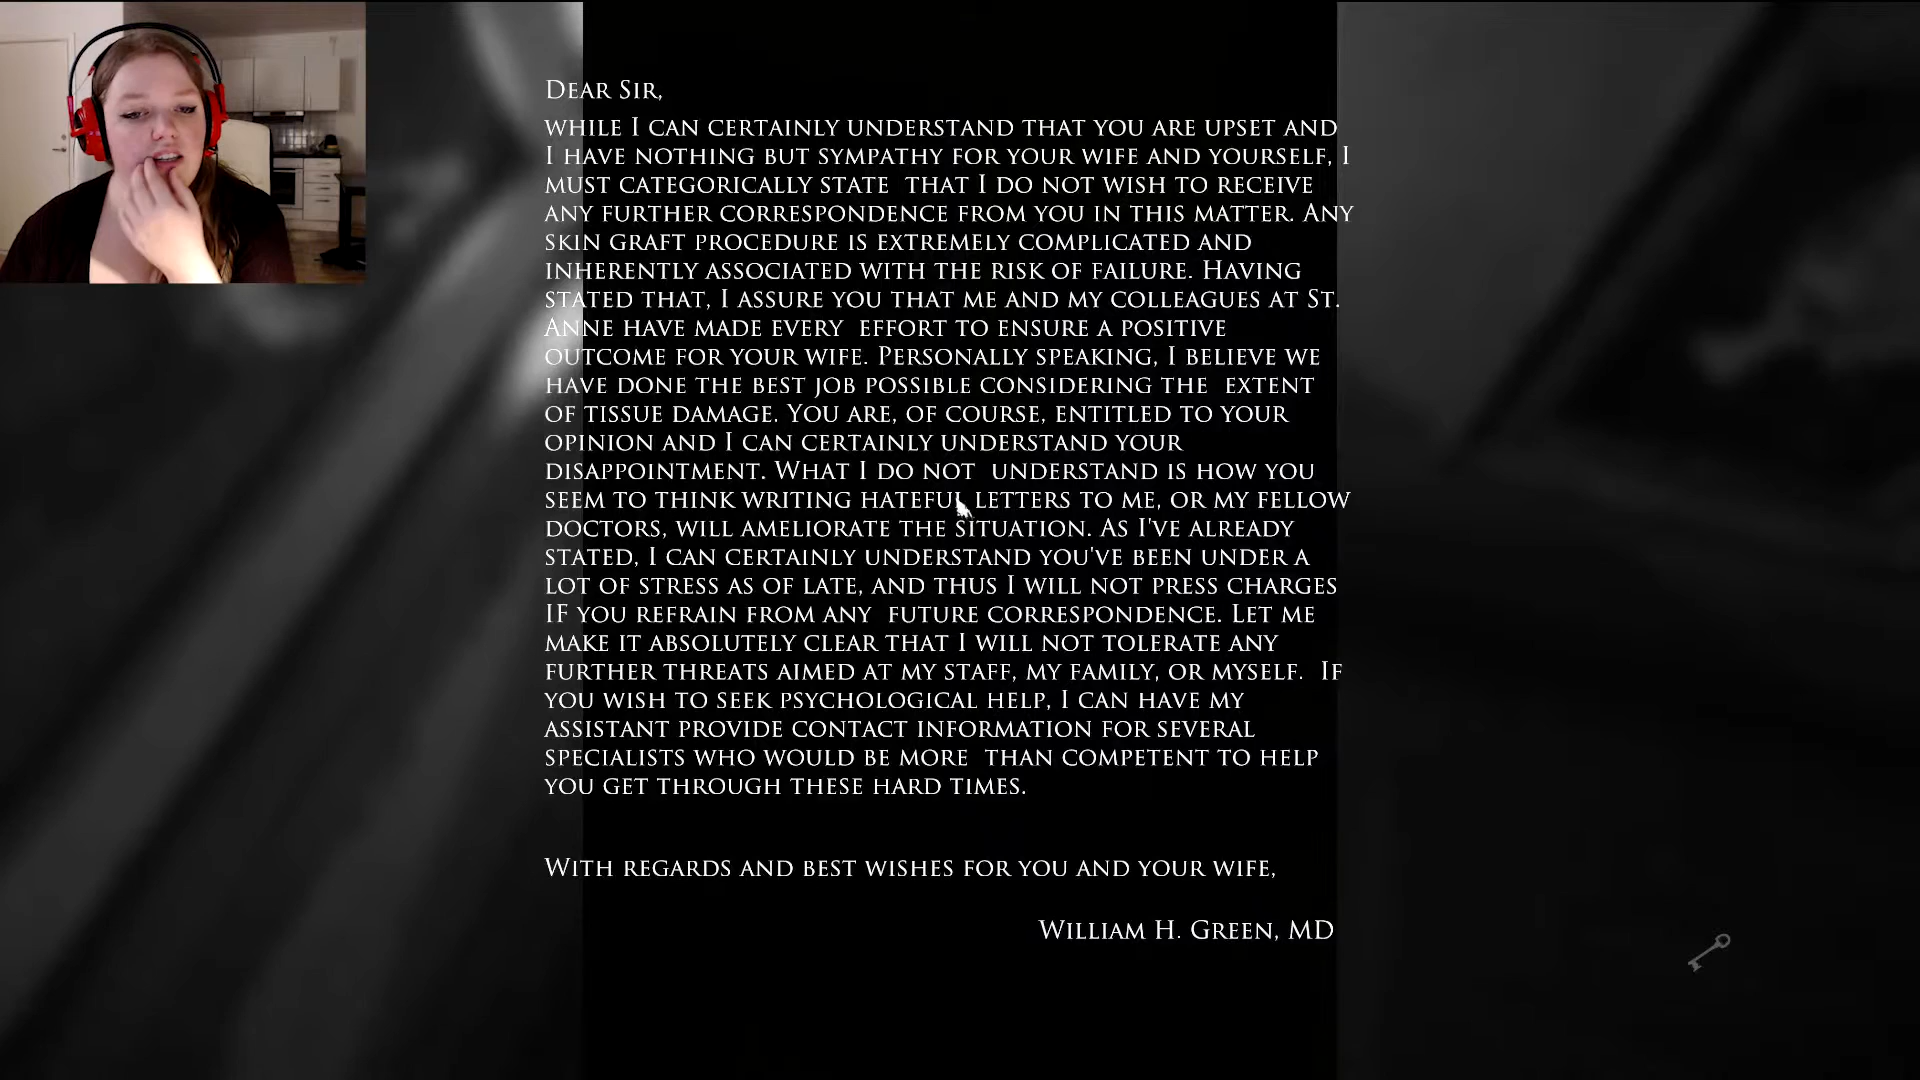 Dear Sir,
while I can certainly understand that you are upset and
I have nothing but sympathy for your wife and yourself, I
must categorically state  that I do not wish to receive
any further correspondence from you in this matter. Any
skin graft procedure is extremely complicated and
inherently associated with the risk of failure. Having
stated that, I assure you that me and my colleagues at St.
Anne have made every  effort to ensure a positive
outcome for your wife. Personally speaking, I believe we
have done the best job possible considering the  extent
of tissue damage. You are, of course, entitled to your
opinion and I can certainly understand your
disappointment. What I do not  understand is how you
seem to think writing hateful letters to me, or my fellow
doctors, will ameliorate the situation. As I've already
stated, I can certainly understand you've been under a
lot of stress as of late, and thus I will not press charges
IF you refrain from any  future correspondence. Let me
make it absolutely clear that I will not tolerate any
further threats aimed at my staff, my family, or myself.  If
you wish to seek psychological help, I can have my
assistant provide contact information for several
specialists who would be more  than competent to help
you get through these hard times.
With regards and best wishes for you and your wife,
William H. Green, MD